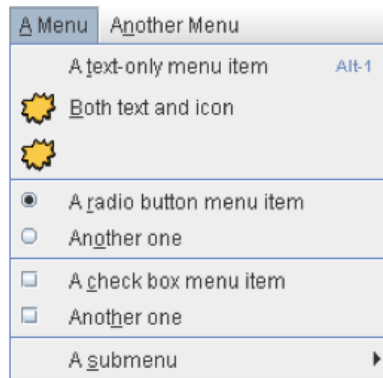 A Menu Another Menu
A text-only menu item Alt-1
Both text and icon
A radio button menu item
Another one
A check box menu item
Another one
A submenu